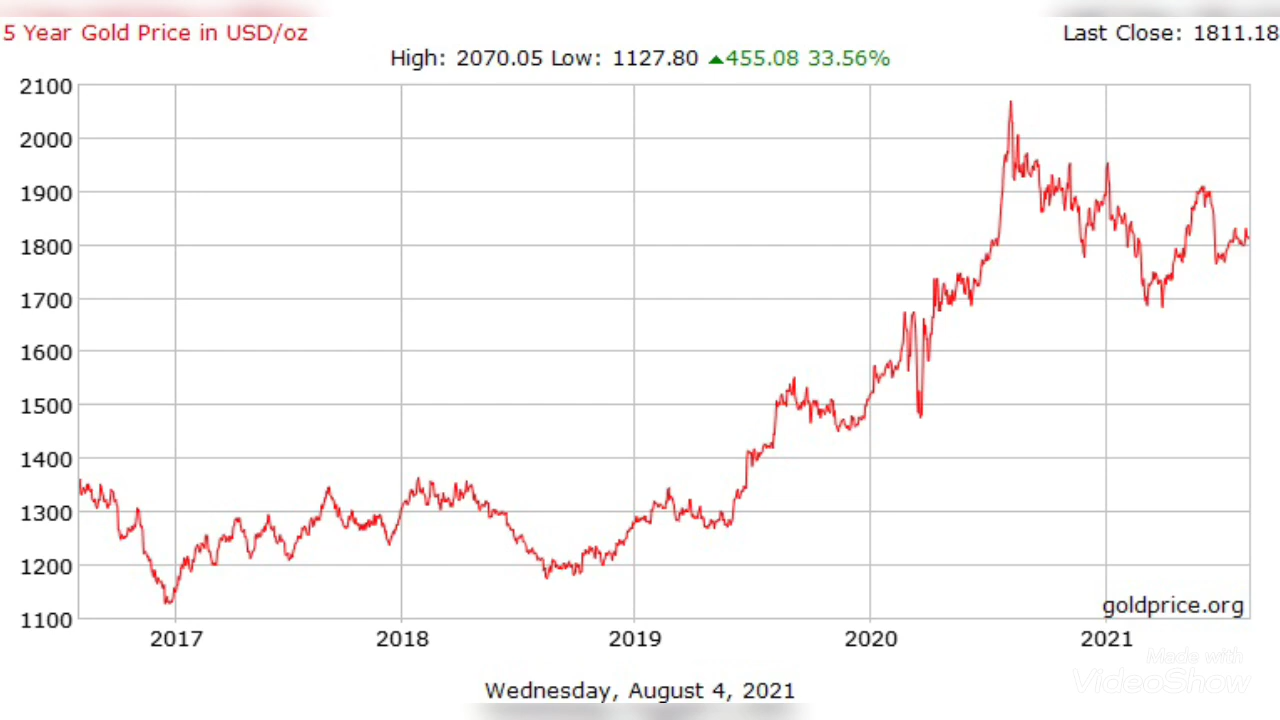 5 Year Gold Price in USD/oz
Last Close: 1811.18
High: 2070.05 Low: 1127.80 ▲455.08 33.56%
2100
2000
1900
1800
1700
1600
1500
1400
1300
1200
1100
goldprice.org
2017 2018 2019 2020 2021
Made with
VideoShow
Wednesday, August 4, 2021